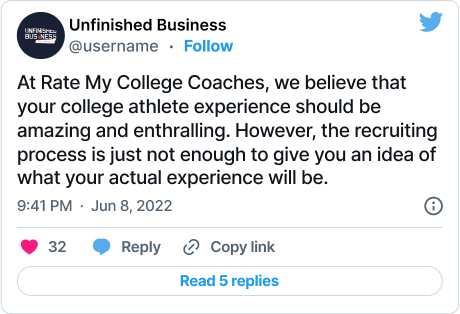 UNFINISHED
BUSINESS
Unfinished Business
@username · Follow
At Rate My College Coaches, we believe that
your college athlete experience should be
amazing and enthralling. However, the recruiting
process is just not enough to give you an idea of
what your actual experience will be.
9:41 PM · Jun 8, 2022
32 Reply Copy link
Read 5 replies